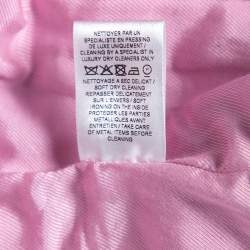 NETTOYER PAR UN
SPECIALISTE EN PRESSING
DE LUXE UNIQUEMENT /
CLEANING BY A SPECIALIST IN
LUXURY DRY CLEANERS ONLY
NETTOYAGE A SEC DELICAT /
SOFT DRY CLEANING
REPASSER DELICATEMENT
SUR L'ENVERS / SOFT
IRONING ON THE INSIDE
PROTEGER LES PARTIES
METALLIQUES AVANT
ENTRETIEN / TAKE CARE
OF METAL ITEMS BEFORE
CLEANING